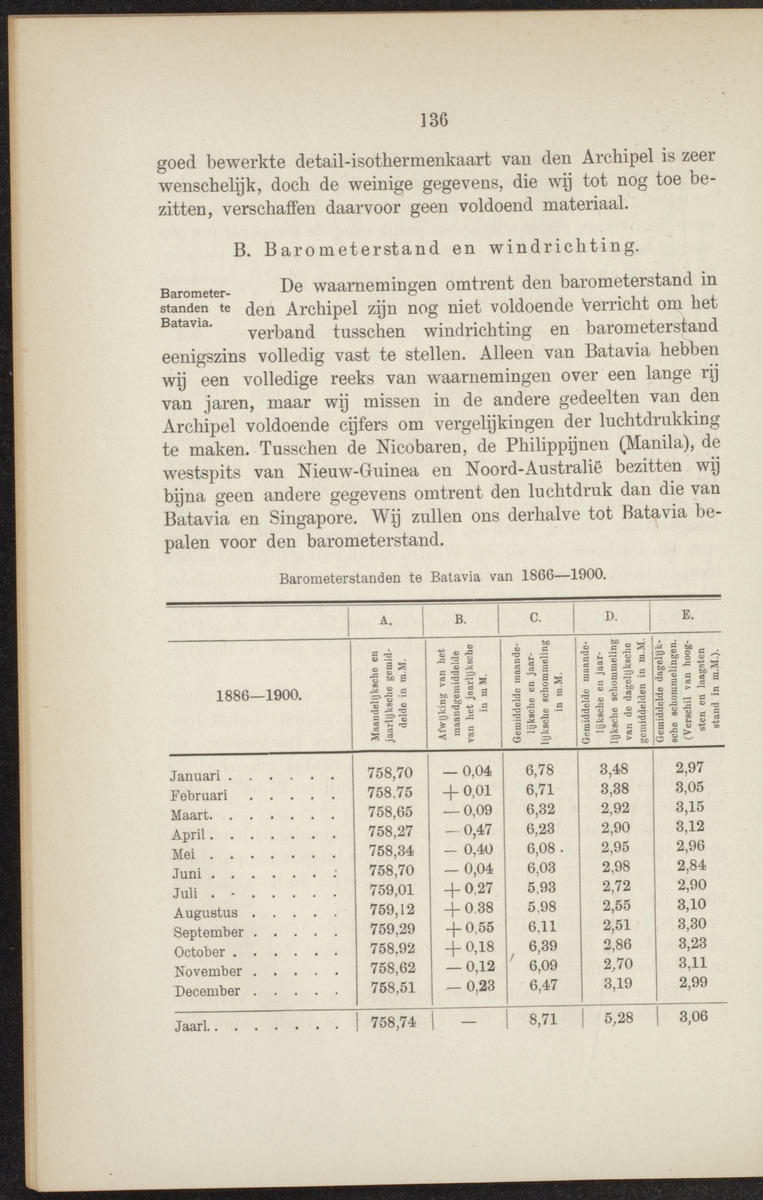 136
goed bewerkte detail-isothermenkaart van den Archipel is zeer
wenschelijk, doch de weinige gegevens, die wij tot nog toe be-
zitten, verschaffen daarvoor geen voldoend materiaal.
B. Barometerstand en windrichting.
Barometer-
standen te
Batavia.
De waarnemingen omtrent den barometerstand in
den Archipel zijn nog niet voldoende verricht om het
verband tusschen windrichting en barometerstand
eenigszins volledig vast te stellen. Alleen van Batavia hebben
wij een volledige reeks van waarnemingen over een lange rij
van jaren, maar wij missen in de andere gedeelten van den
Archipel voldoende cijfers om vergelijkingen der luchtdrukking
te maken. Tusschen de Nicobaren, de Philippijnen (Manila), de
westspits van Nieuw-Guinea en Noord-Australië bezitten wij
bijna geen andere gegevens omtrent den luchtdruk dan die van
Batavia en Singapore. Wij zullen ons derhalve tot Batavia be-
palen voor den barometerstand.
Barometerstanden te Batavia van 1866—1900.
A. B. C. D. E.
1886—1900.
Maandelijksche en
jaarlijksche gemid-
delde in m.M.
Afwijking van het
maandgemiddelde
van het jaarlijksche
in m M.
Gemiddelde maande-
lijksche en jaar-
lijksche schommeling
in m.M.
Gemiddelde maande-
lijksche en jaar-
lijksche schommeling
van de dagelijksche
gemiddelden in m.M.
Gemiddelde dagelijk-
sche schommelingen.
(Verschil van hoog-
sten en laagsten
stand in m.M.).
Januari . . . . . . 758,70 — 0,04 6,78 3,48 2,97
Februari . . . . . 758.75 + 0,01 6,71 3,38 3,05
Maart. . . . . . . 758,65 — 0,09 6,32 2,92 3,15
April . . . . . . . 758,27 — 0,47 6,23 2,90 3,12
Mei . . . . . . . 758,34 — 0,40 6,08 . 2,95 2,96
Juni . . . . . . . 758,70 — 0,04 6,03 2,98 2,84
Juli . . . . . . . 759,01 + 0,27 5,93 2,72 2,90
Augustus . . . . . 759,12 + 0.38 5,98 2,55 3,10
September . . . . . 759,29 + 0,55 6,11 2,51 3,30
October . . . . . . 758,92 + 0,18 6,39 2,86 3,23
November . . . . . 758,62 — 0,12 6,09 2,70 3,11
December . . . . . 758,51 — 0,23 6,47 3,19 2,99
Jaarl. . . . . . . . 758,74 — 8,71 5,28 3,06